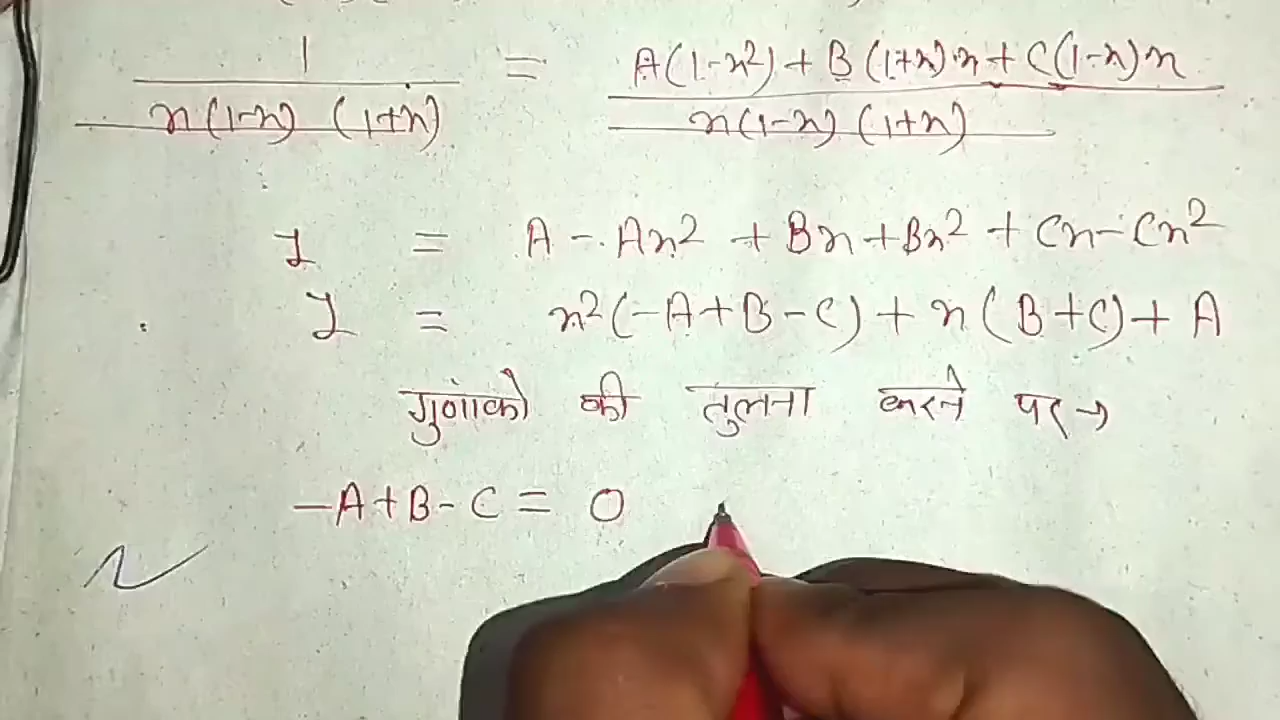 1 / x(1-x) (1+x) = A(1-x²) + B(1+x)x + C(1-x)x / x(1-x) (1+x)
1 = A - Ax² + Bx + Bx² + Cx - Cx²
1 = x²(-A+B-C) + x(B+C) + A
गुणांको की तुलना करने पर →
-A+B-C = 0